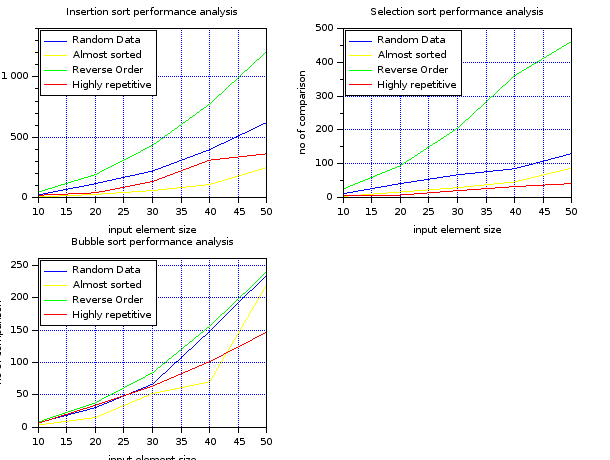 Insertion sort performance analysis
Random Data
Almost sorted
Reverse Order
Highly repetitive
1 000
500
0
10 15 20 25 30 35 40 45 50
input element size
Selection sort performance analysis
Random Data
Almost sorted
Reverse Order
Highly repetitive
no of comparison
500
400
300
200
100
0
10 15 20 25 30 35 40 45 50
input element size
Bubble sort performance analysis
Random Data
Almost sorted
Reverse Order
Highly repetitive
no of comparison
250
200
150
100
50
0
10 15 20 25 30 35 40 45 50
input element size